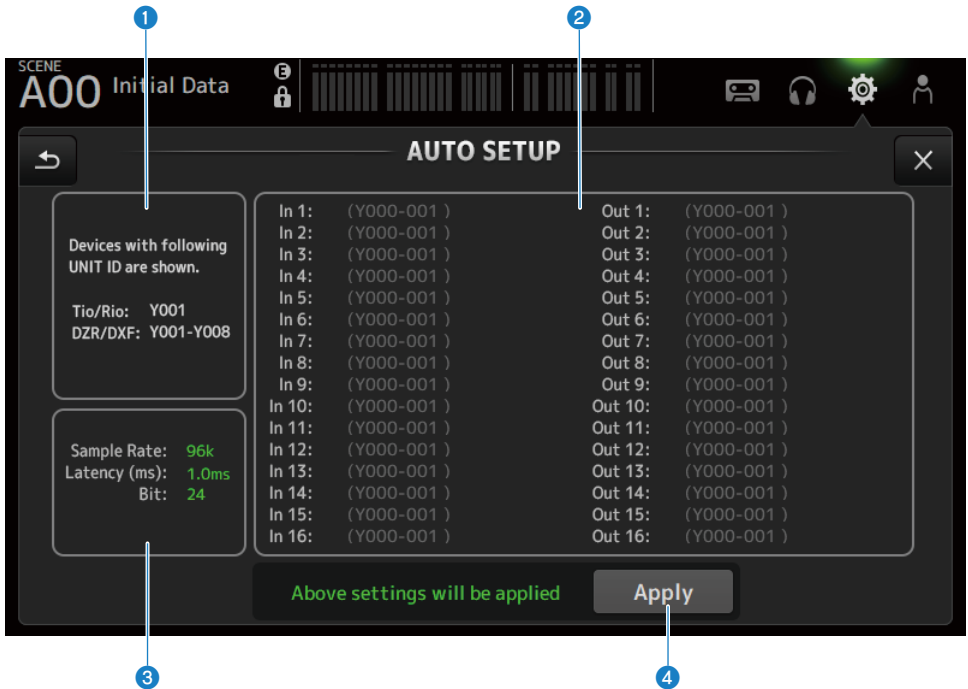 1
2
SCENE
A00 Initial Data
E
AUTO SETUP
Devices with following
UNIT ID are shown.
Tio/Rio: Y001
DZR/DXF: Y001-Y008
Sample Rate: 96k
Latency (ms): 1.0ms
Bit: 24
In 1: (Y000-001 ) Out 1: (Y000-001 )
In 2: (Y000-001 ) Out 2: (Y000-001 )
In 3: (Y000-001 ) Out 3: (Y000-001 )
In 4: (Y000-001 ) Out 4: (Y000-001 )
In 5: (Y000-001 ) Out 5: (Y000-001 )
In 6: (Y000-001 ) Out 6: (Y000-001 )
In 7: (Y000-001 ) Out 7: (Y000-001 )
In 8: (Y000-001 ) Out 8: (Y000-001 )
In 9: (Y000-001 ) Out 9: (Y000-001 )
In 10: (Y000-001 ) Out 10: (Y000-001 )
In 11: (Y000-001 ) Out 11: (Y000-001 )
In 12: (Y000-001 ) Out 12: (Y000-001 )
In 13: (Y000-001 ) Out 13: (Y000-001 )
In 14: (Y000-001 ) Out 14: (Y000-001 )
In 15: (Y000-001 ) Out 15: (Y000-001 )
In 16: (Y000-001 ) Out 16: (Y000-001 )
Above settings will be applied
Apply
3
4